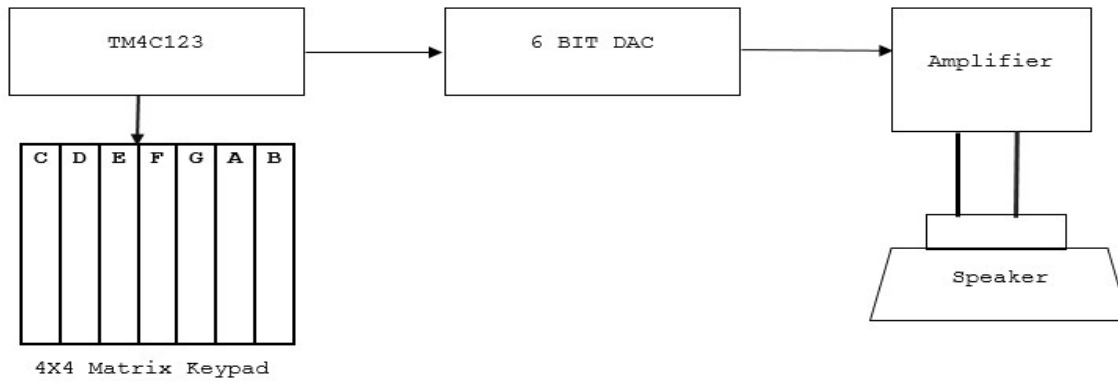 TM4C123
6 BIT DAC
Amplifier
C D E F G A B
Speaker
4X4 Matrix Keypad